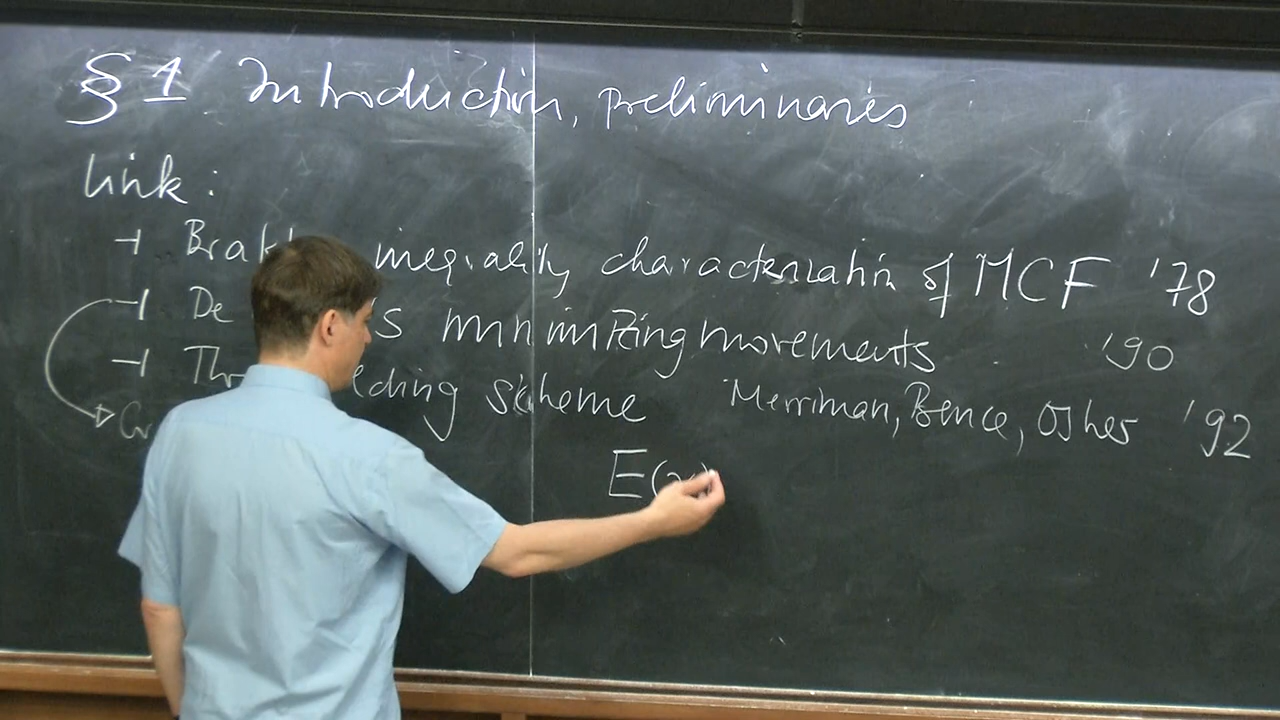 § 1 Introduction, preliminaries
Link :
- Brak inequality characterization of MCF '78
- De s minimizing movements '90
- Thr lding scheme Merriman, Bence, Osher '92
E(